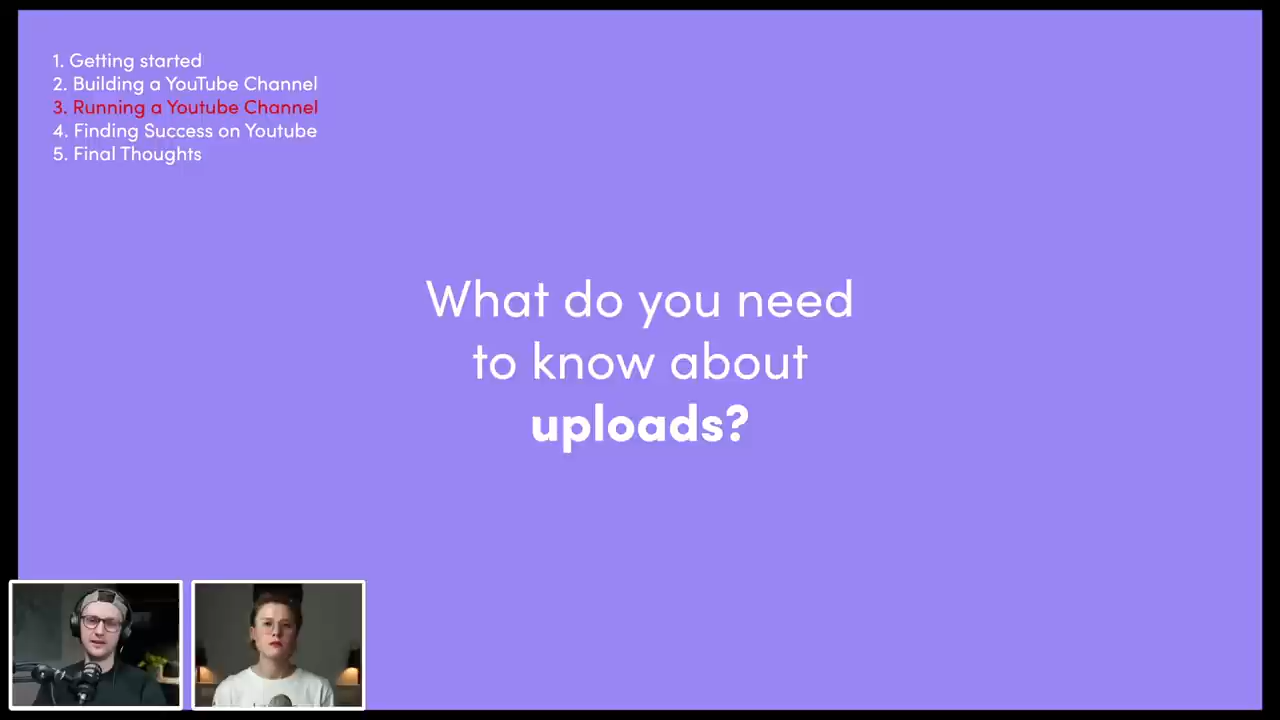 1. Getting started
2. Building a YouTube Channel
3. Running a Youtube Channel
4. Finding Success on Youtube
5. Final Thoughts
What do you need
to know about
uploads?